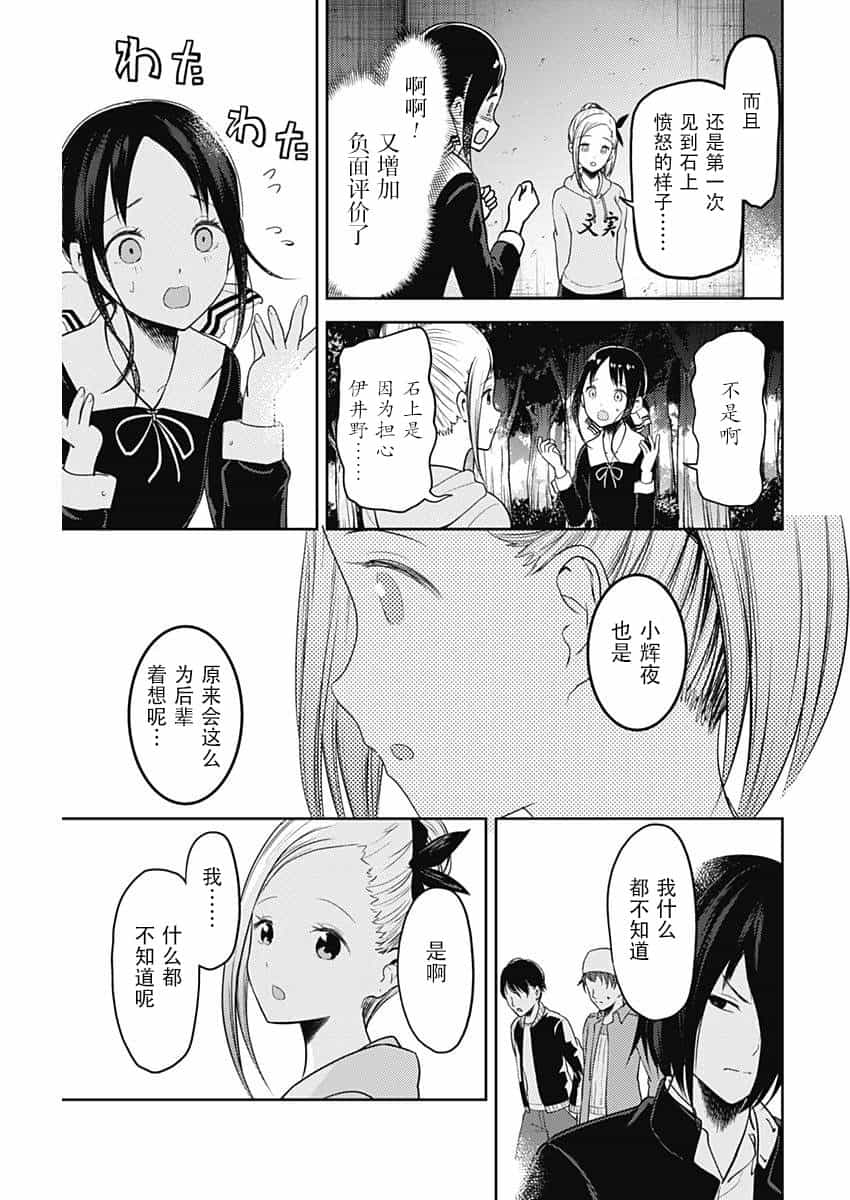 而且
还是第一次
见到石上
愤怒的样子……
文実
啊啊！
又增加
负面评价了
わた
わた
不是啊
石上是
因为担心
伊井野……
小辉夜
也是
原来会这么
为后辈
着想呢…
我什么
都不知道
是啊
我……
什么都
不知道呢